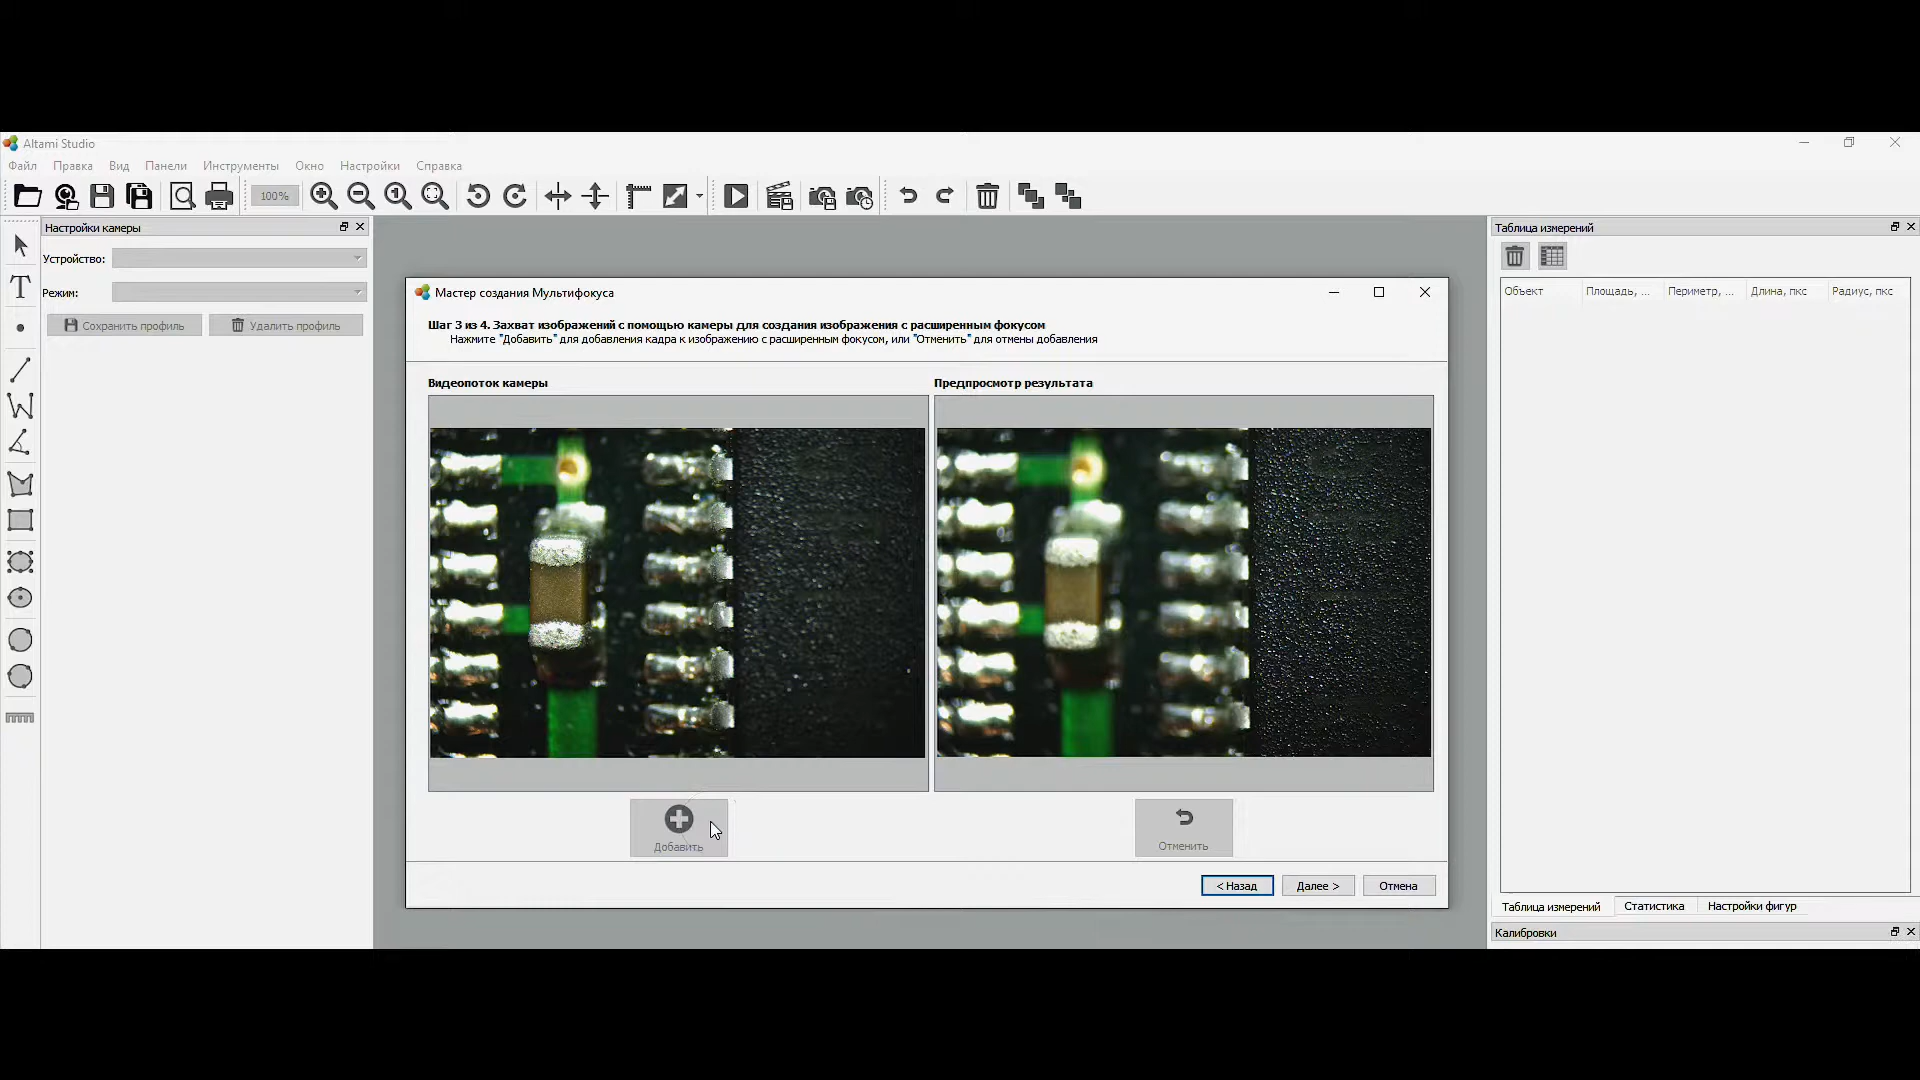 Altami Studio
Файл Правка Вид Панели Инструменты Окно Настройки Справка
100%
Настройки камеры
Устройство:
Режим:
Сохранить профиль Удалить профиль
Мастер создания Мультифокуса
Шаг 3 из 4. Захват изображений с помощью камеры для создания изображения с расширенным фокусом
Нажмите "Добавить" для добавления кадра к изображению с расширенным фокусом, или "Отменить" для отмены добавления
Видеопоток камеры Предпросмотр результата
Добавить Отменить
< Назад Далее > Отмена
Таблица измерений
Объект Площадь, ... Периметр, ... Длина, пкс Радиус, пкс
Таблица измерений Статистика Настройки фигур
Калибровки